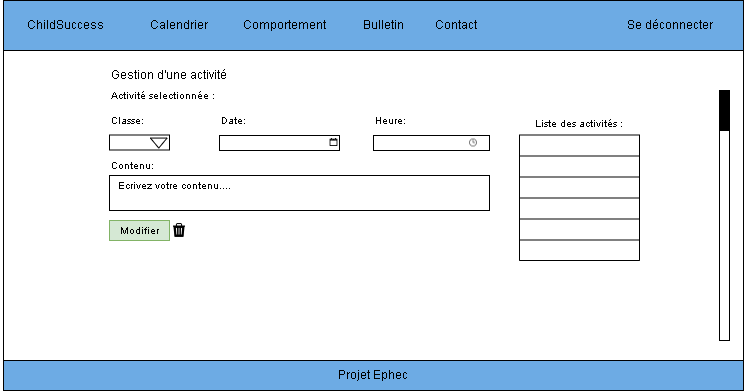 ChildSuccess Calendrier Comportement Bulletin Contact Se déconnecter
Gestion d'une activité
Activité selectionnée :
Classe: Date: Heure:
Liste des activités :
Contenu:
Ecrivez votre contenu....
Modifier
Projet Ephec